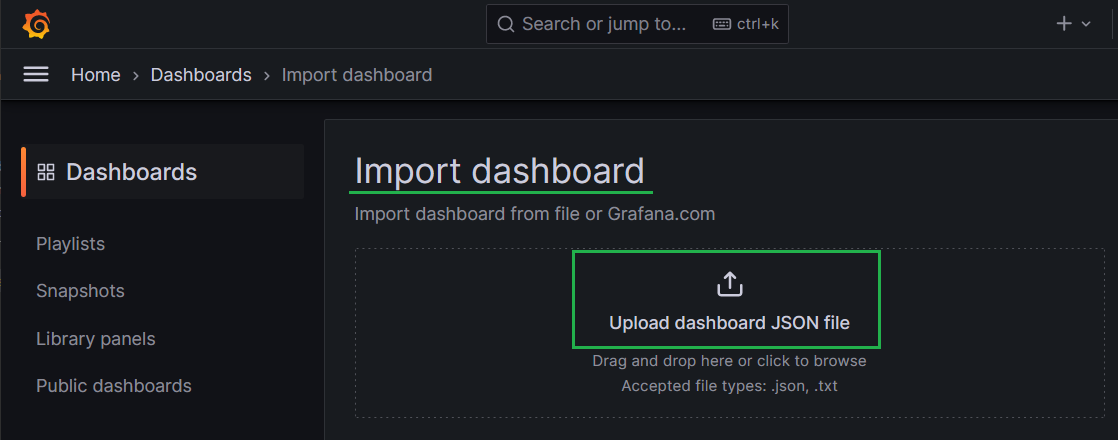 Search or jump to... ctrl+k
Home › Dashboards › Import dashboard
Dashboards
Playlists
Snapshots
Library panels
Public dashboards
Import dashboard
Import dashboard from file or Grafana.com
Upload dashboard JSON file
Drag and drop here or click to browse
Accepted file types: .json, .txt